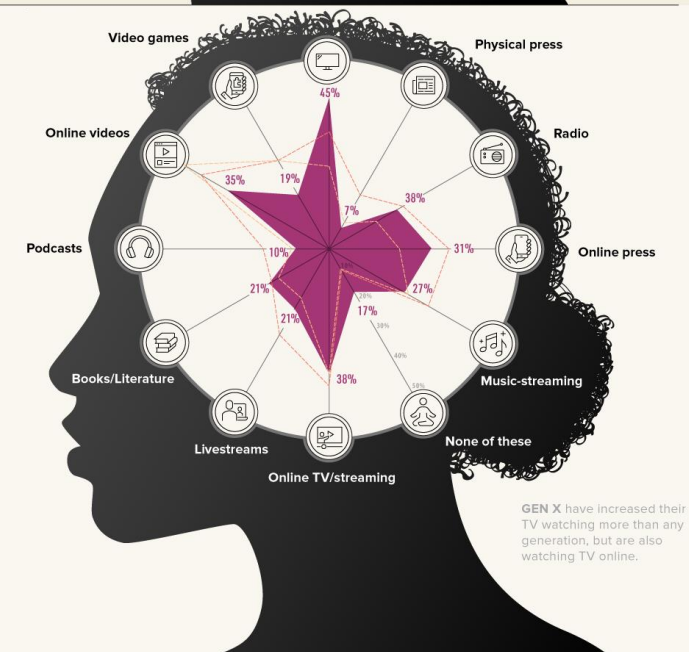 Video games
Physical press
45%
Online videos
Radio
35%
19%
38%
7%
Podcasts
10%
31%
Online press
21%
27%
20%
17%
21%
30%
40%
38%
50%
Books/Literature
Music-streaming
Livestreams
None of these
Online TV/streaming
GEN X have increased their
TV watching more than any
generation, but are also
watching TV online.